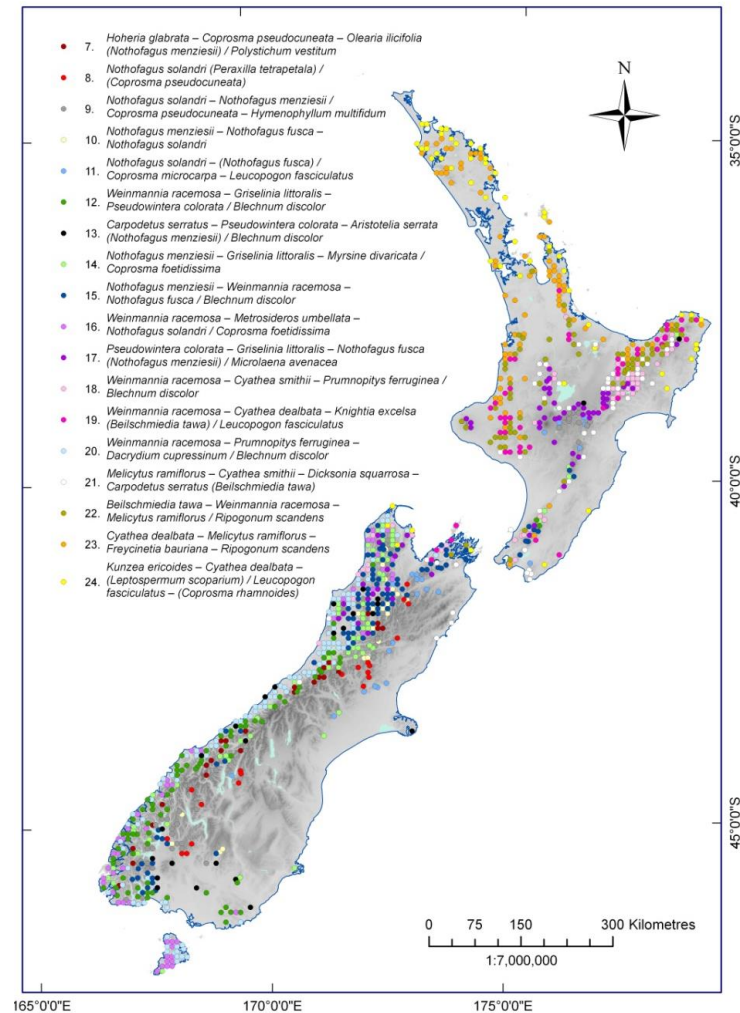 7. Hoheria glabrata – Coprosma pseudocuneata – Olearia ilicifolia
(Nothofagus menziesii) / Polystichum vestitum
8. Nothofagus solandri (Peraxilla tetrapetala) /
(Coprosma pseudocuneata)
9. Nothofagus solandri – Nothofagus menziesii /
Coprosma pseudocuneata – Hymenophyllum multifidum
10. Nothofagus menziesii – Nothofagus fusca –
Nothofagus solandri
11. Nothofagus solandri – (Nothofagus fusca) /
Coprosma microcarpa – Leucopogon fasciculatus
12. Weinmannia racemosa – Griselinia littoralis –
Pseudowintera colorata / Blechnum discolor
13. Carpodetus serratus – Pseudowintera colorata – Aristotelia serrata
(Nothofagus menziesii) / Blechnum discolor
14. Nothofagus menziesii – Griselinia littoralis – Myrsine divaricata /
Coprosma foetidissima
15. Nothofagus menziesii – Weinmannia racemosa –
Nothofagus fusca / Blechnum discolor
16. Weinmannia racemosa – Metrosideros umbellata –
Nothofagus solandri / Coprosma foetidissima
17. Pseudowintera colorata – Griselinia littoralis – Nothofagus fusca
(Nothofagus menziesii) / Microlaena avenacea
18. Weinmannia racemosa – Cyathea smithii – Prumnopitys ferruginea /
Blechnum discolor
19. Weinmannia racemosa – Cyathea dealbata – Knightia excelsa
(Beilschmiedia tawa) / Leucopogon fasciculatus
20. Weinmannia racemosa – Prumnopitys ferruginea –
Dacrydium cupressinum / Blechnum discolor
21. Melicytus ramiflorus – Cyathea smithii – Dicksonia squarrosa –
Carpodetus serratus (Beilschmiedia tawa)
22. Beilschmiedia tawa – Weinmannia racemosa –
Melicytus ramiflorus / Ripogonum scandens
23. Cyathea dealbata – Melicytus ramiflorus –
Freycinetia bauriana – Ripogonum scandens
24. Kunzea ericoides – Cyathea dealbata –
(Leptospermum scoparium) / Leucopogon
fasciculatus – (Coprosma rhamnoides)
N
35°0'0"S
40°0'0"S
45°0'0"S
0 75 150 300 Kilometres
1:7,000,000
165°0'0"E 170°0'0"E 175°0'0"E